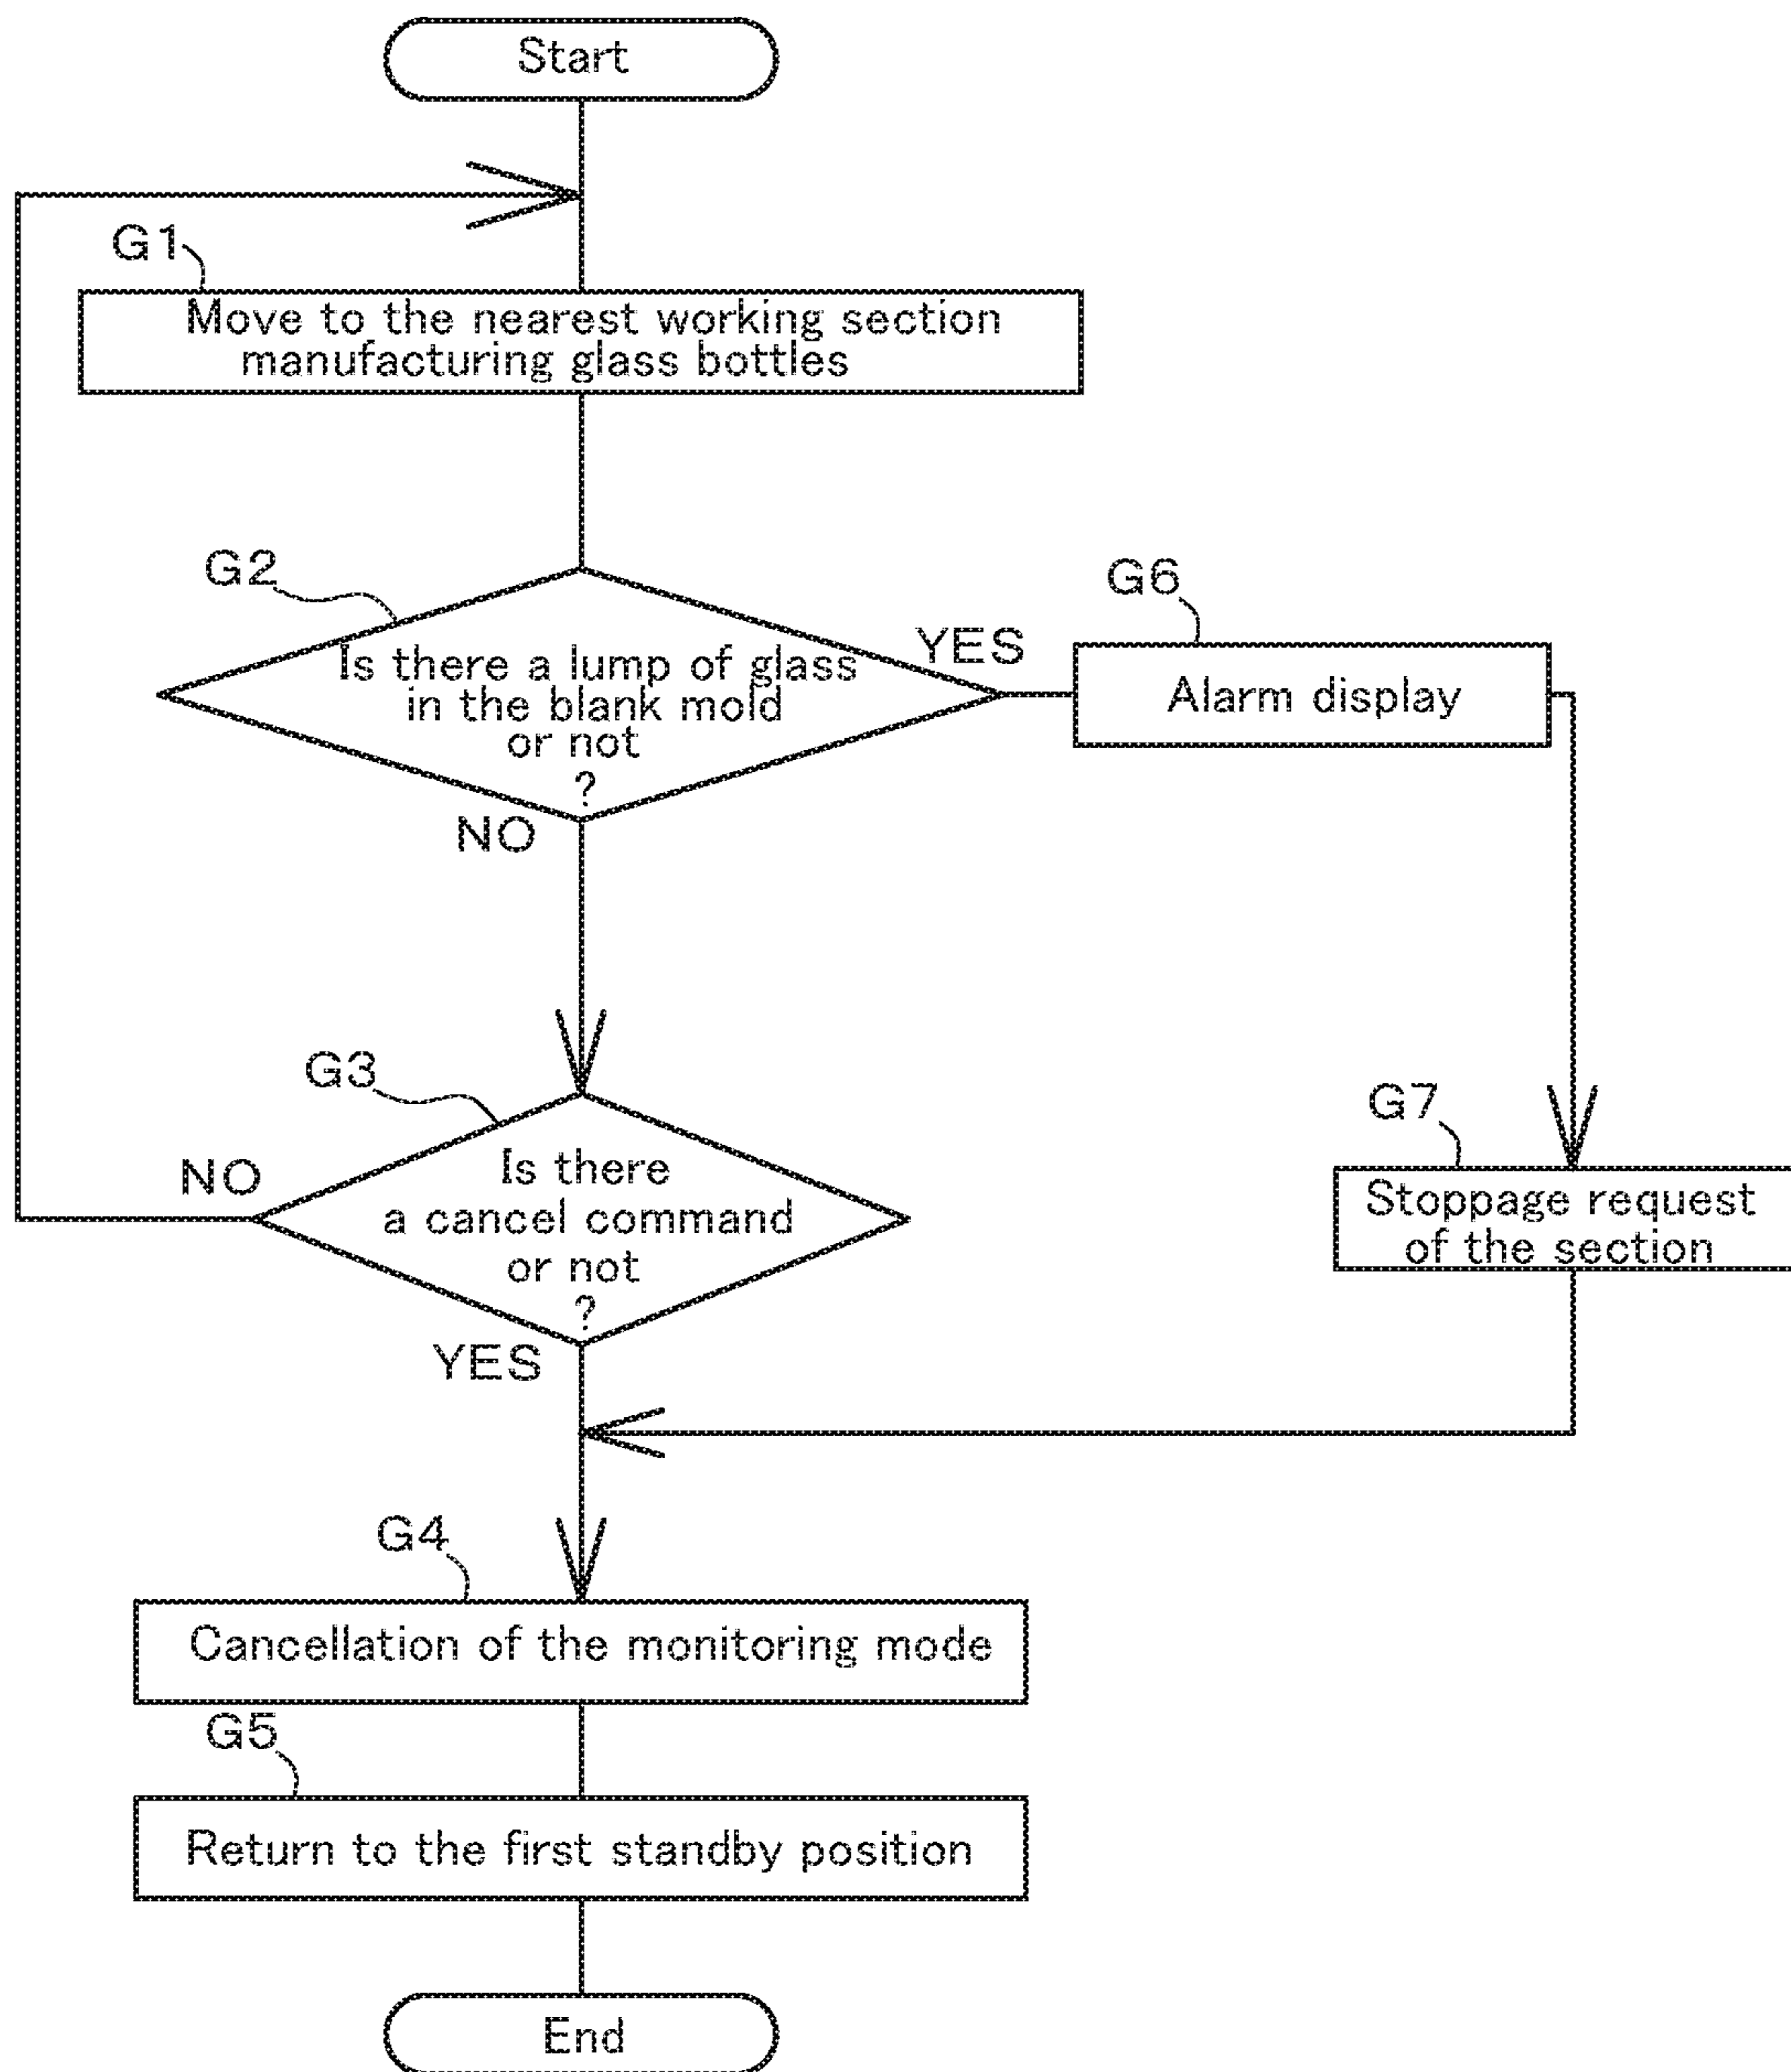 Start
G1
Move to the nearest working section
manufacturing glass bottles
G2
Is there a lump of glass
in the blank mold
or not
?
YES
NO
G6
Alarm display
G3
Is there
a cancel command
or not
?
NO
YES
G7
Stoppage request
of the section
G4
Cancellation of the monitoring mode
G5
Return to the first standby position
End